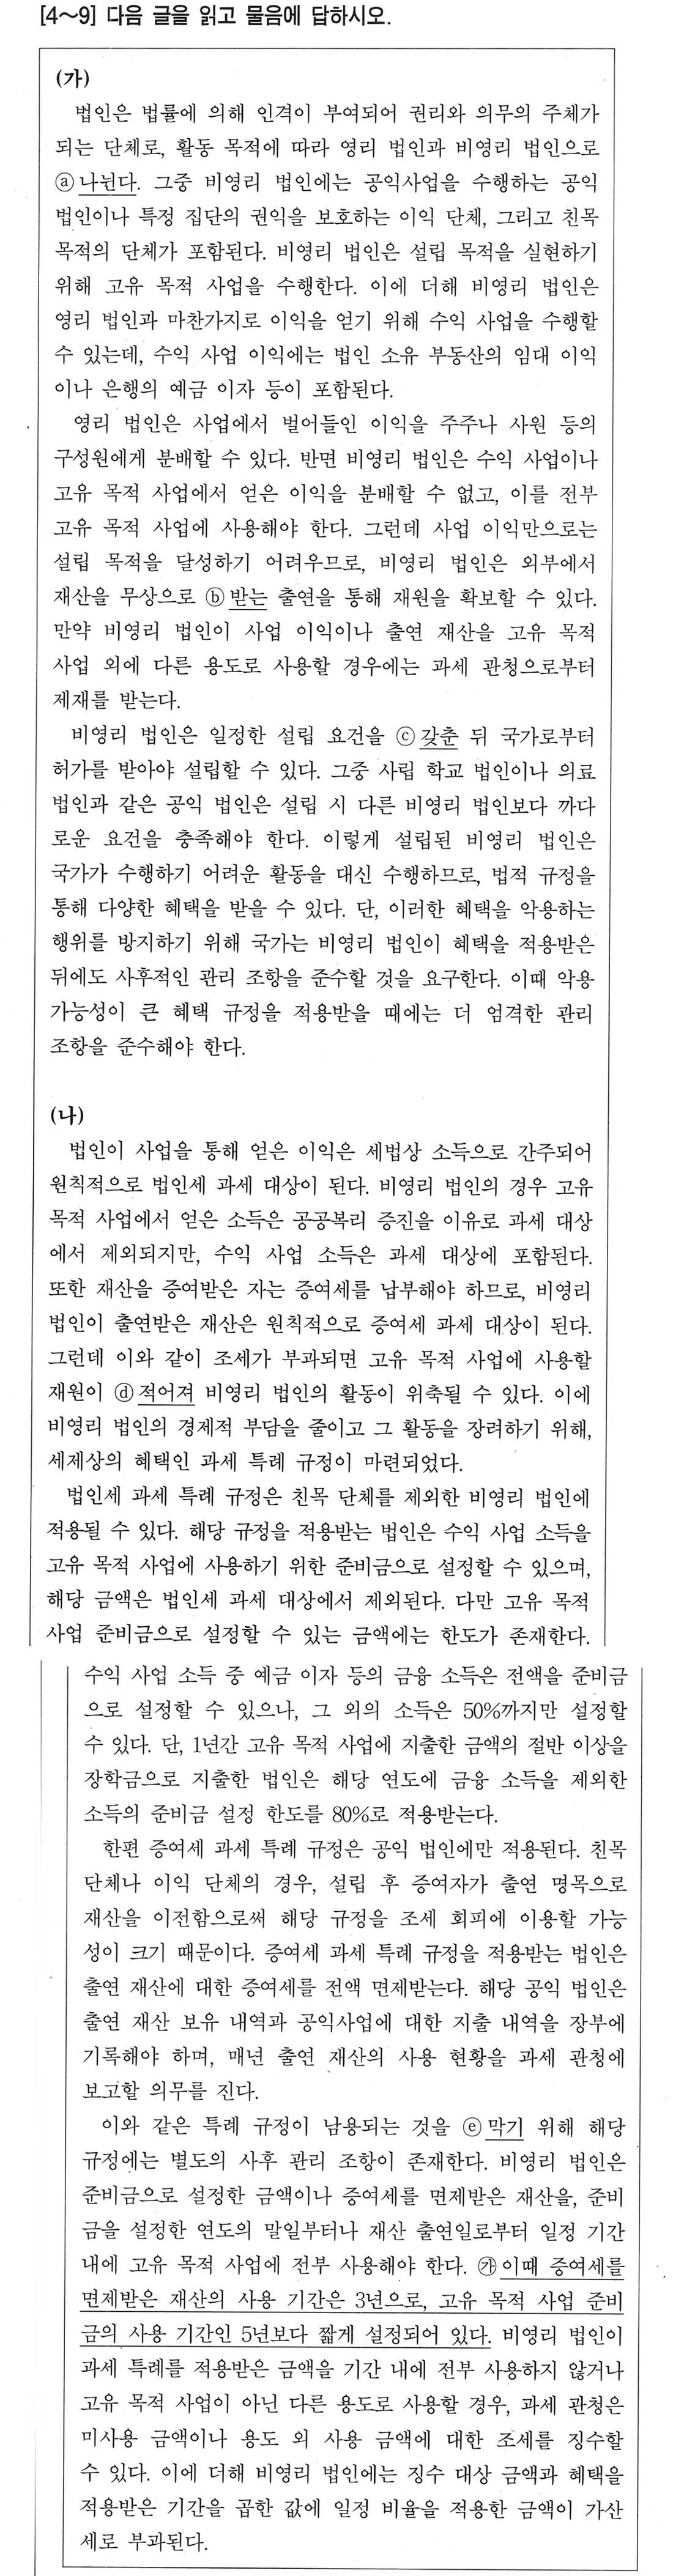 [4～9] 다음 글을 읽고 물음에 답하시오.
(가)
법인은 법률에 의해 인격이 부여되어 권리와 의무의 주체가
되는 단체로, 활동 목적에 따라 영리 법인과 비영리 법인으로
ⓐ나뉜다. 그중 비영리 법인에는 공익사업을 수행하는 공익
법인이나 특정 집단의 권익을 보호하는 이익 단체, 그리고 친목
목적의 단체가 포함된다. 비영리 법인은 설립 목적을 실현하기
위해 고유 목적 사업을 수행한다. 이에 더해 비영리 법인은
영리 법인과 마찬가지로 이익을 얻기 위해 수익 사업을 수행할
수 있는데, 수익 사업 이익에는 법인 소유 부동산의 임대 이익
이나 은행의 예금 이자 등이 포함된다.
영리 법인은 사업에서 벌어들인 이익을 주주나 사원 등의
구성원에게 분배할 수 있다. 반면 비영리 법인은 수익 사업이나
고유 목적 사업에서 얻은 이익을 분배할 수 없고, 이를 전부
고유 목적 사업에 사용해야 한다. 그런데 사업 이익만으로는
설립 목적을 달성하기 어려우므로, 비영리 법인은 외부에서
재산을 무상으로 ⓑ받는 출연을 통해 재원을 확보할 수 있다.
만약 비영리 법인이 사업 이익이나 출연 재산을 고유 목적
사업 외에 다른 용도로 사용할 경우에는 과세 관청으로부터
제재를 받는다.
비영리 법인은 일정한 설립 요건을 ⓒ갖춘 뒤 국가로부터
허가를 받아야 설립할 수 있다. 그중 사립 학교 법인이나 의료
법인과 같은 공익 법인은 설립 시 다른 비영리 법인보다 까다
로운 요건을 충족해야 한다. 이렇게 설립된 비영리 법인은
국가가 수행하기 어려운 활동을 대신 수행하므로, 법적 규정을
통해 다양한 혜택을 받을 수 있다. 단, 이러한 혜택을 악용하는
행위를 방지하기 위해 국가는 비영리 법인이 혜택을 적용받은
뒤에도 사후적인 관리 조항을 준수할 것을 요구한다. 이때 악용
가능성이 큰 혜택 규정을 적용받을 때에는 더 엄격한 관리
조항을 준수해야 한다.
(나)
법인이 사업을 통해 얻은 이익은 세법상 소득으로 간주되어
원칙적으로 법인세 과세 대상이 된다. 비영리 법인의 경우 고유
목적 사업에서 얻은 소득은 공공복리 증진을 이유로 과세 대상
에서 제외되지만, 수익 사업 소득은 과세 대상에 포함된다.
또한 재산을 증여받은 자는 증여세를 납부해야 하므로, 비영리
법인이 출연받은 재산은 원칙적으로 증여세 과세 대상이 된다.
그런데 이와 같이 조세가 부과되면 고유 목적 사업에 사용할
재원이 ⓓ적어져 비영리 법인의 활동이 위축될 수 있다. 이에
비영리 법인의 경제적 부담을 줄이고 그 활동을 장려하기 위해,
세제상의 혜택인 과세 특례 규정이 마련되었다.
법인세 과세 특례 규정은 친목 단체를 제외한 비영리 법인에
적용될 수 있다. 해당 규정을 적용받는 법인은 수익 사업 소득을
고유 목적 사업에 사용하기 위한 준비금으로 설정할 수 있으며,
해당 금액은 법인세 과세 대상에서 제외된다. 다만 고유 목적
사업 준비금으로 설정할 수 있는 금액에는 한도가 존재한다.
수익 사업 소득 중 예금 이자 등의 금융 소득은 전액을 준비금
으로 설정할 수 있으나, 그 외의 소득은 50%까지만 설정할
수 있다. 단, 1년간 고유 목적 사업에 지출한 금액의 절반 이상을
장학금으로 지출한 법인은 해당 연도에 금융 소득을 제외한
소득의 준비금 설정 한도를 80%로 적용받는다.
한편 증여세 과세 특례 규정은 공익 법인에만 적용된다. 친목
단체나 이익 단체의 경우, 설립 후 증여자가 출연 명목으로
재산을 이전함으로써 해당 규정을 조세 회피에 이용할 가능
성이 크기 때문이다. 증여세 과세 특례 규정을 적용받는 법인은
출연 재산에 대한 증여세를 전액 면제받는다. 해당 공익 법인은
출연 재산 보유 내역과 공익사업에 대한 지출 내역을 장부에
기록해야 하며, 매년 출연 재산의 사용 현황을 과세 관청에
보고할 의무를 진다.
이와 같은 특례 규정이 남용되는 것을 ⓔ막기 위해 해당
규정에는 별도의 사후 관리 조항이 존재한다. 비영리 법인은
준비금으로 설정한 금액이나 증여세를 면제받은 재산을, 준비
금을 설정한 연도의 말일부터나 재산 출연일로부터 일정 기간
내에 고유 목적 사업에 전부 사용해야 한다. ㉮이때 증여세를
면제받은 재산의 사용 기간은 3년으로, 고유 목적 사업 준비
금의 사용 기간인 5년보다 짧게 설정되어 있다. 비영리 법인이
과세 특례를 적용받은 금액을 기간 내에 전부 사용하지 않거나
고유 목적 사업이 아닌 다른 용도로 사용할 경우, 과세 관청은
미사용 금액이나 용도 외 사용 금액에 대한 조세를 징수할
수 있다. 이에 더해 비영리 법인에는 징수 대상 금액과 혜택을
적용받은 기간을 곱한 값에 일정 비율을 적용한 금액이 가산
세로 부과된다.